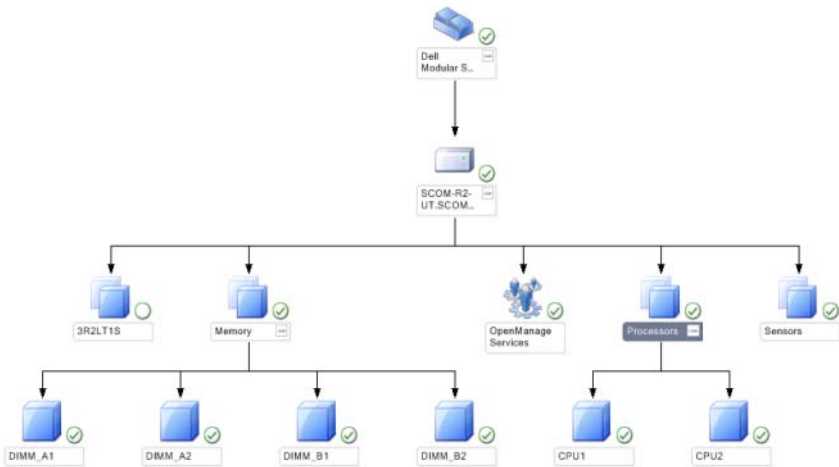 Dell
Modular S...
SCOM-R2-
UT.SCOM...
3R2LT1S
Memory
OpenManage
Services
Processors
Sensors
DIMM_A1
DIMM_A2
DIMM_B1
DIMM_B2
CPU1
CPU2